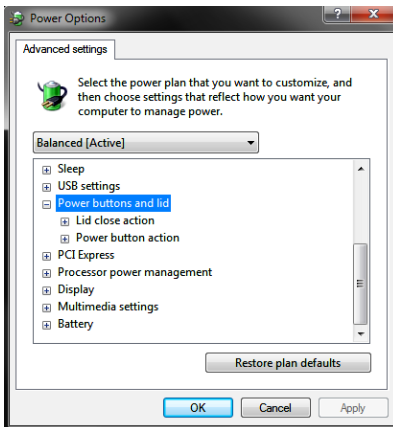 Power Options
Advanced settings
Select the power plan that you want to customize, and
then choose settings that reflect how you want your
computer to manage power.
Balanced [Active]
Sleep
USB settings
Power buttons and lid
Lid close action
Power button action
PCI Express
Processor power management
Display
Multimedia settings
Battery
Restore plan defaults
OK Cancel Apply